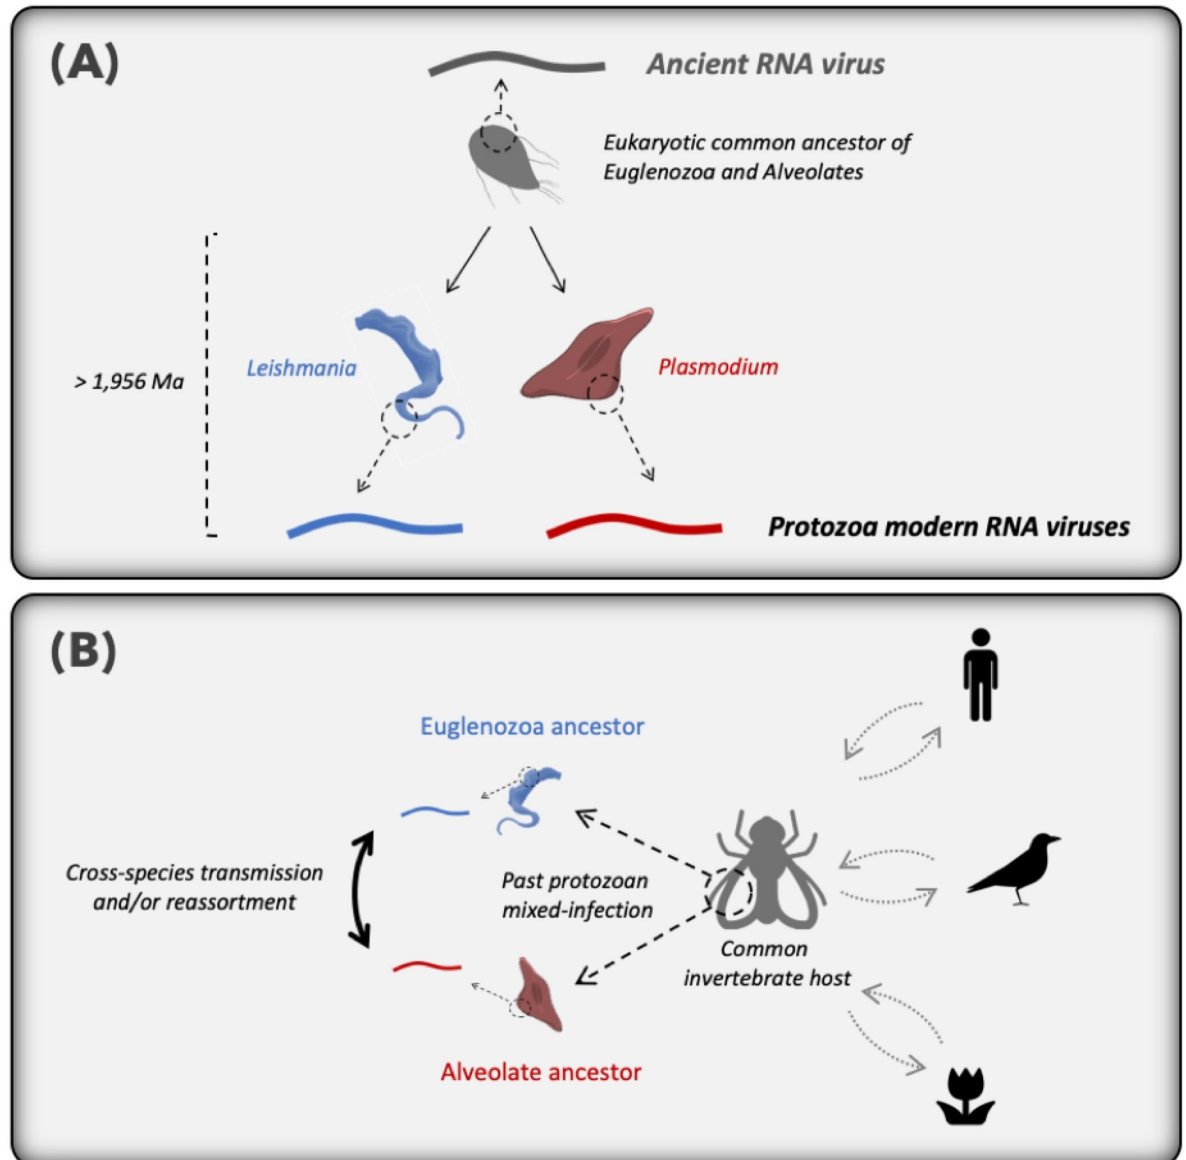 (A)
Ancient RNA virus
Eukaryotic common ancestor of
Euglenozoa and Alveolates
Leishmania
Plasmodium
> 1,956 Ma
Protozoa modern RNA viruses
(B)
Euglenozoa ancestor
Cross-species transmission
and/or reassortment
Past protozoan
mixed-infection
Common
invertebrate host
Alveolate ancestor